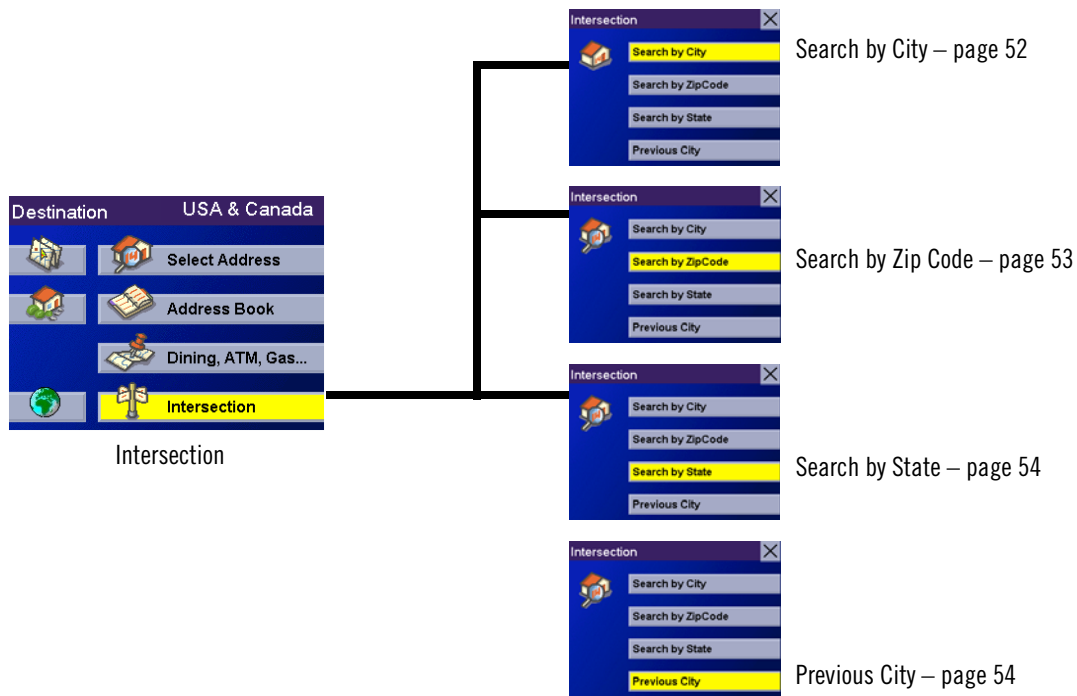 Intersection
Search by City
Search by ZipCode
Search by State
Previous City
Search by City – page 52
Destination USA & Canada
Select Address
Address Book
Dining, ATM, Gas...
Intersection
Intersection
Intersection
Search by City
Search by ZipCode
Search by State
Previous City
Search by Zip Code – page 53
Intersection
Search by City
Search by ZipCode
Search by State
Previous City
Search by State – page 54
Intersection
Search by City
Search by ZipCode
Search by State
Previous City
Previous City – page 54